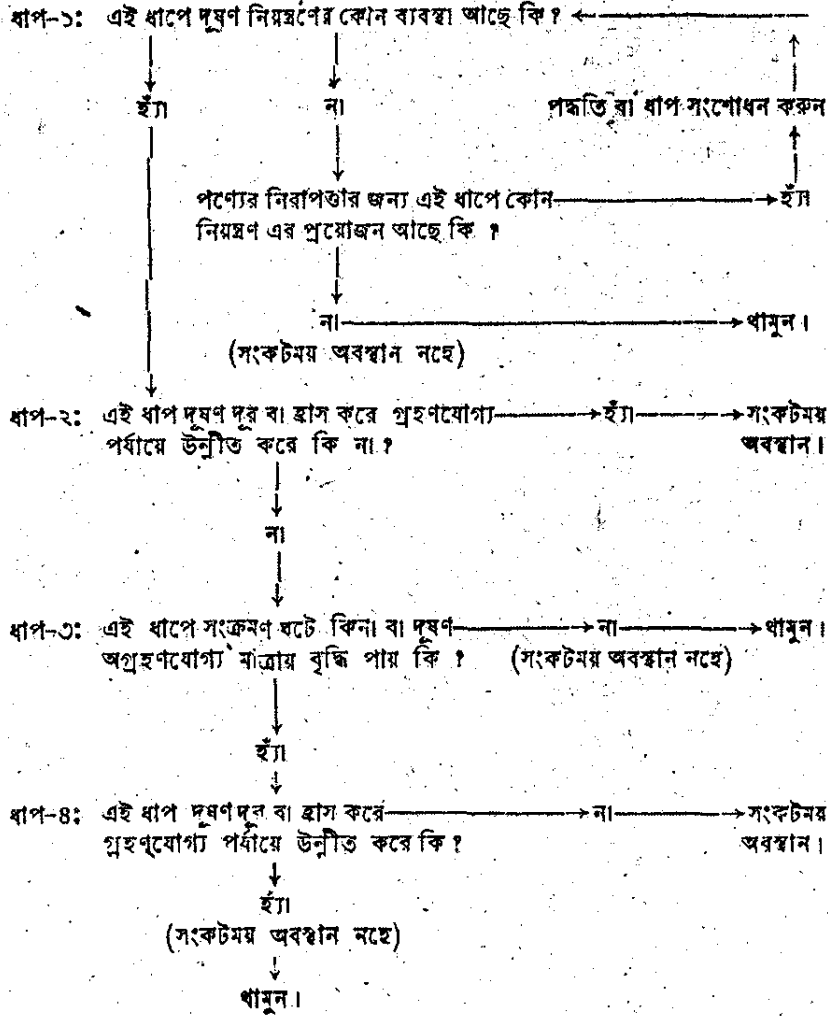 ধাপ-১: এই ধাপে দূষণ নিয়ন্ত্রণের কোন ব্যবস্থা আছে কি ?
হ্যাঁ না পদ্ধতি বা ধাপ সংশোধন করুন
পণ্যের নিরাপত্তার জন্য এই ধাপে কোন হ্যাঁ
নিয়ন্ত্রণ এর প্রয়োজন আছে কি ?
না থামুন ।
(সংকটময় অবস্থান নহে)
ধাপ-২: এই ধাপ দূষণ দূর বা হ্রাস করে গ্রহণযোগ্য হ্যাঁ সংকটময়
পর্যায়ে উন্নীত করে কি না ? অবস্থান ।
না
ধাপ-৩: এই ধাপে সংক্রমণ ঘটে কিনা বা দূষণ না থামুন ।
অগ্রহণযোগ্য মাত্রায় বৃদ্ধি পায় কি ? (সংকটময় অবস্থান নহে)
হ্যাঁ
ধাপ-৪: এই ধাপ দূষণ দূর বা হ্রাস করে না সংকটময়
গ্রহণযোগ্য পর্যায়ে উন্নীত করে কি ? অবস্থান ।
হ্যাঁ
(সংকটময় অবস্থান নহে)
থামুন ।